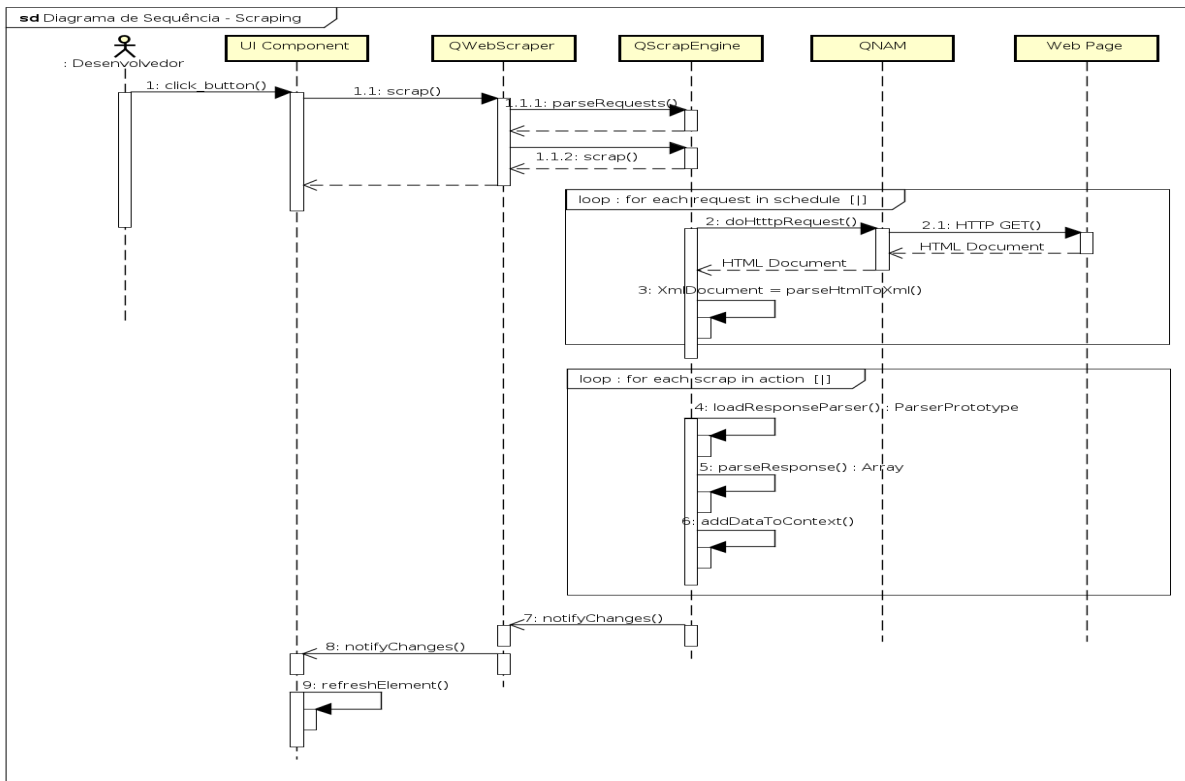 sd Diagrama de Sequência - Scraping
: Desenvolvedor
UI Component
QWebScraper
QScrapEngine
QNAM
Web Page
1: click_button()
1.1: scrap()
1.1.1: parseRequests()
1.1.2: scrap()
loop : for each request in schedule [|]
2: doHtttpRequest()
2.1: HTTP GET()
HTML Document
HTML Document
3: XmlDocument = parseHtmlToXml()
loop : for each scrap in action [|]
4: loadResponseParser() : ParserPrototype
5: parseResponse() : Array
6: addDataToContext()
7: notifyChanges()
8: notifyChanges()
9: refreshElement()